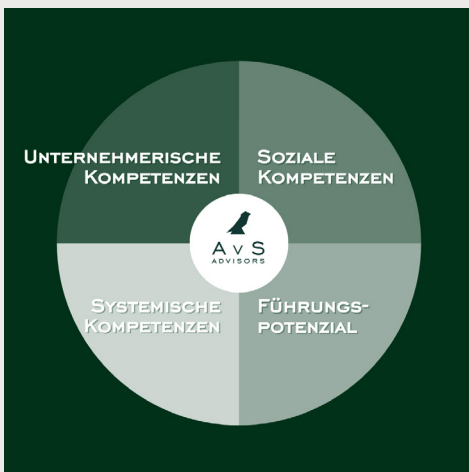 UNTERNEHMERISCHE
KOMPETENZEN
SOZIALE
KOMPETENZEN
AVS
ADVISORS
SYSTEMISCHE
KOMPETENZEN
FÜHRUNGS-
POTENZIAL